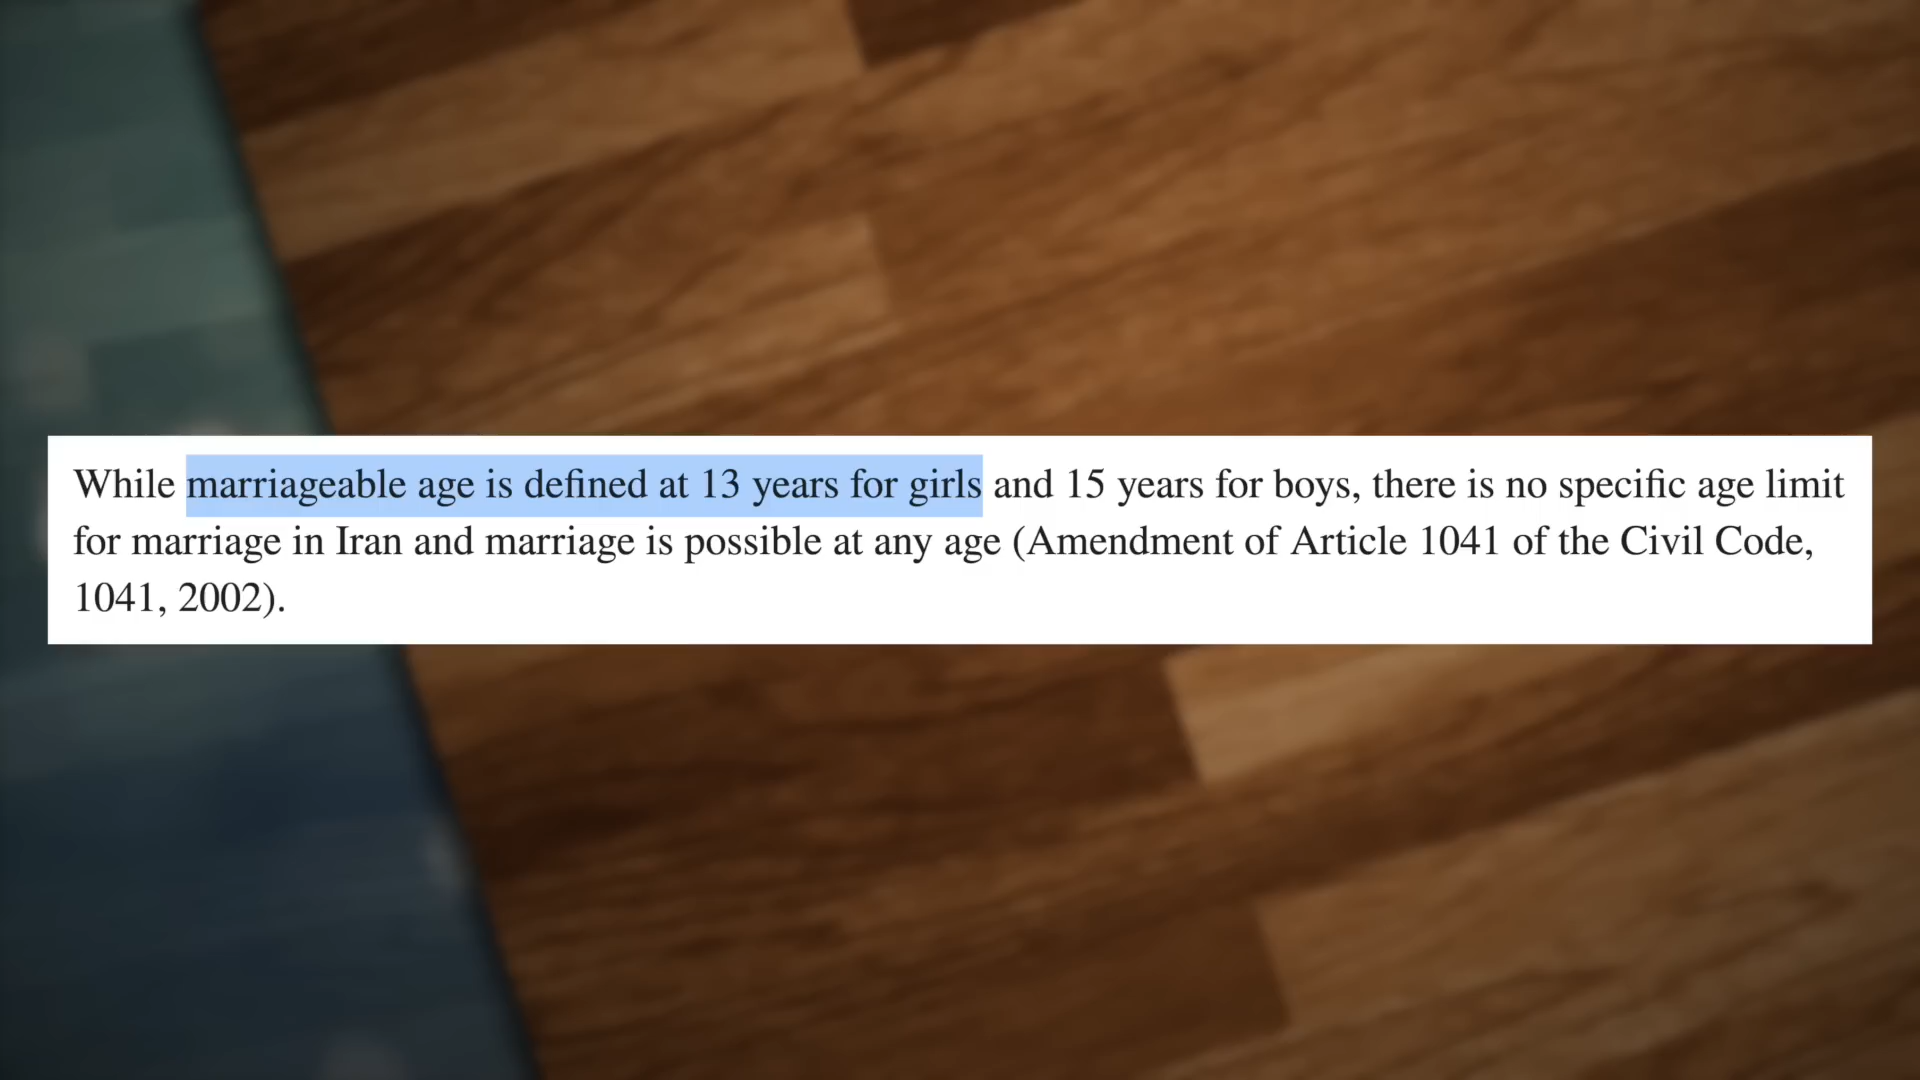 While marriageable age is defined at 13 years for girls and 15 years for boys, there is no specific age limit
for marriage in Iran and marriage is possible at any age (Amendment of Article 1041 of the Civil Code,
1041, 2002).